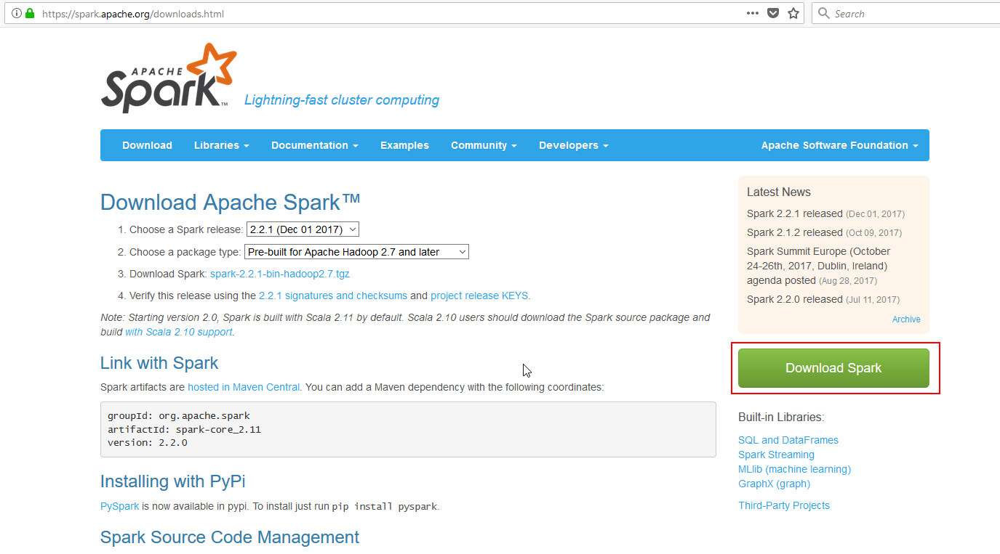 https://spark.apache.org/downloads.html
Search
APACHE
Spark™
Lightning-fast cluster computing
Download Libraries Documentation Examples Community Developers Apache Software Foundation
Download Apache Spark™
1. Choose a Spark release: 2.2.1 (Dec 01 2017)
2. Choose a package type: Pre-built for Apache Hadoop 2.7 and later
3. Download Spark: spark-2.2.1-bin-hadoop2.7.tgz
4. Verify this release using the 2.2.1 signatures and checksums and project release KEYS.
Note: Starting version 2.0, Spark is built with Scala 2.11 by default. Scala 2.10 users should download the Spark source package and
build with Scala 2.10 support.
Link with Spark
Spark artifacts are hosted in Maven Central. You can add a Maven dependency with the following coordinates:
groupId: org.apache.spark
artifactId: spark-core_2.11
version: 2.2.0
Installing with PyPi
PySpark is now available in pypi. To install just run pip install pyspark.
Spark Source Code Management
Latest News
Spark 2.2.1 released (Dec 01, 2017)
Spark 2.1.2 released (Oct 09, 2017)
Spark Summit Europe (October
24-26th, 2017, Dublin, Ireland)
agenda posted (Aug 28, 2017)
Spark 2.2.0 released (Jul 11, 2017)
Archive
Download Spark
Built-in Libraries:
SQL and DataFrames
Spark Streaming
MLlib (machine learning)
GraphX (graph)
Third-Party Projects